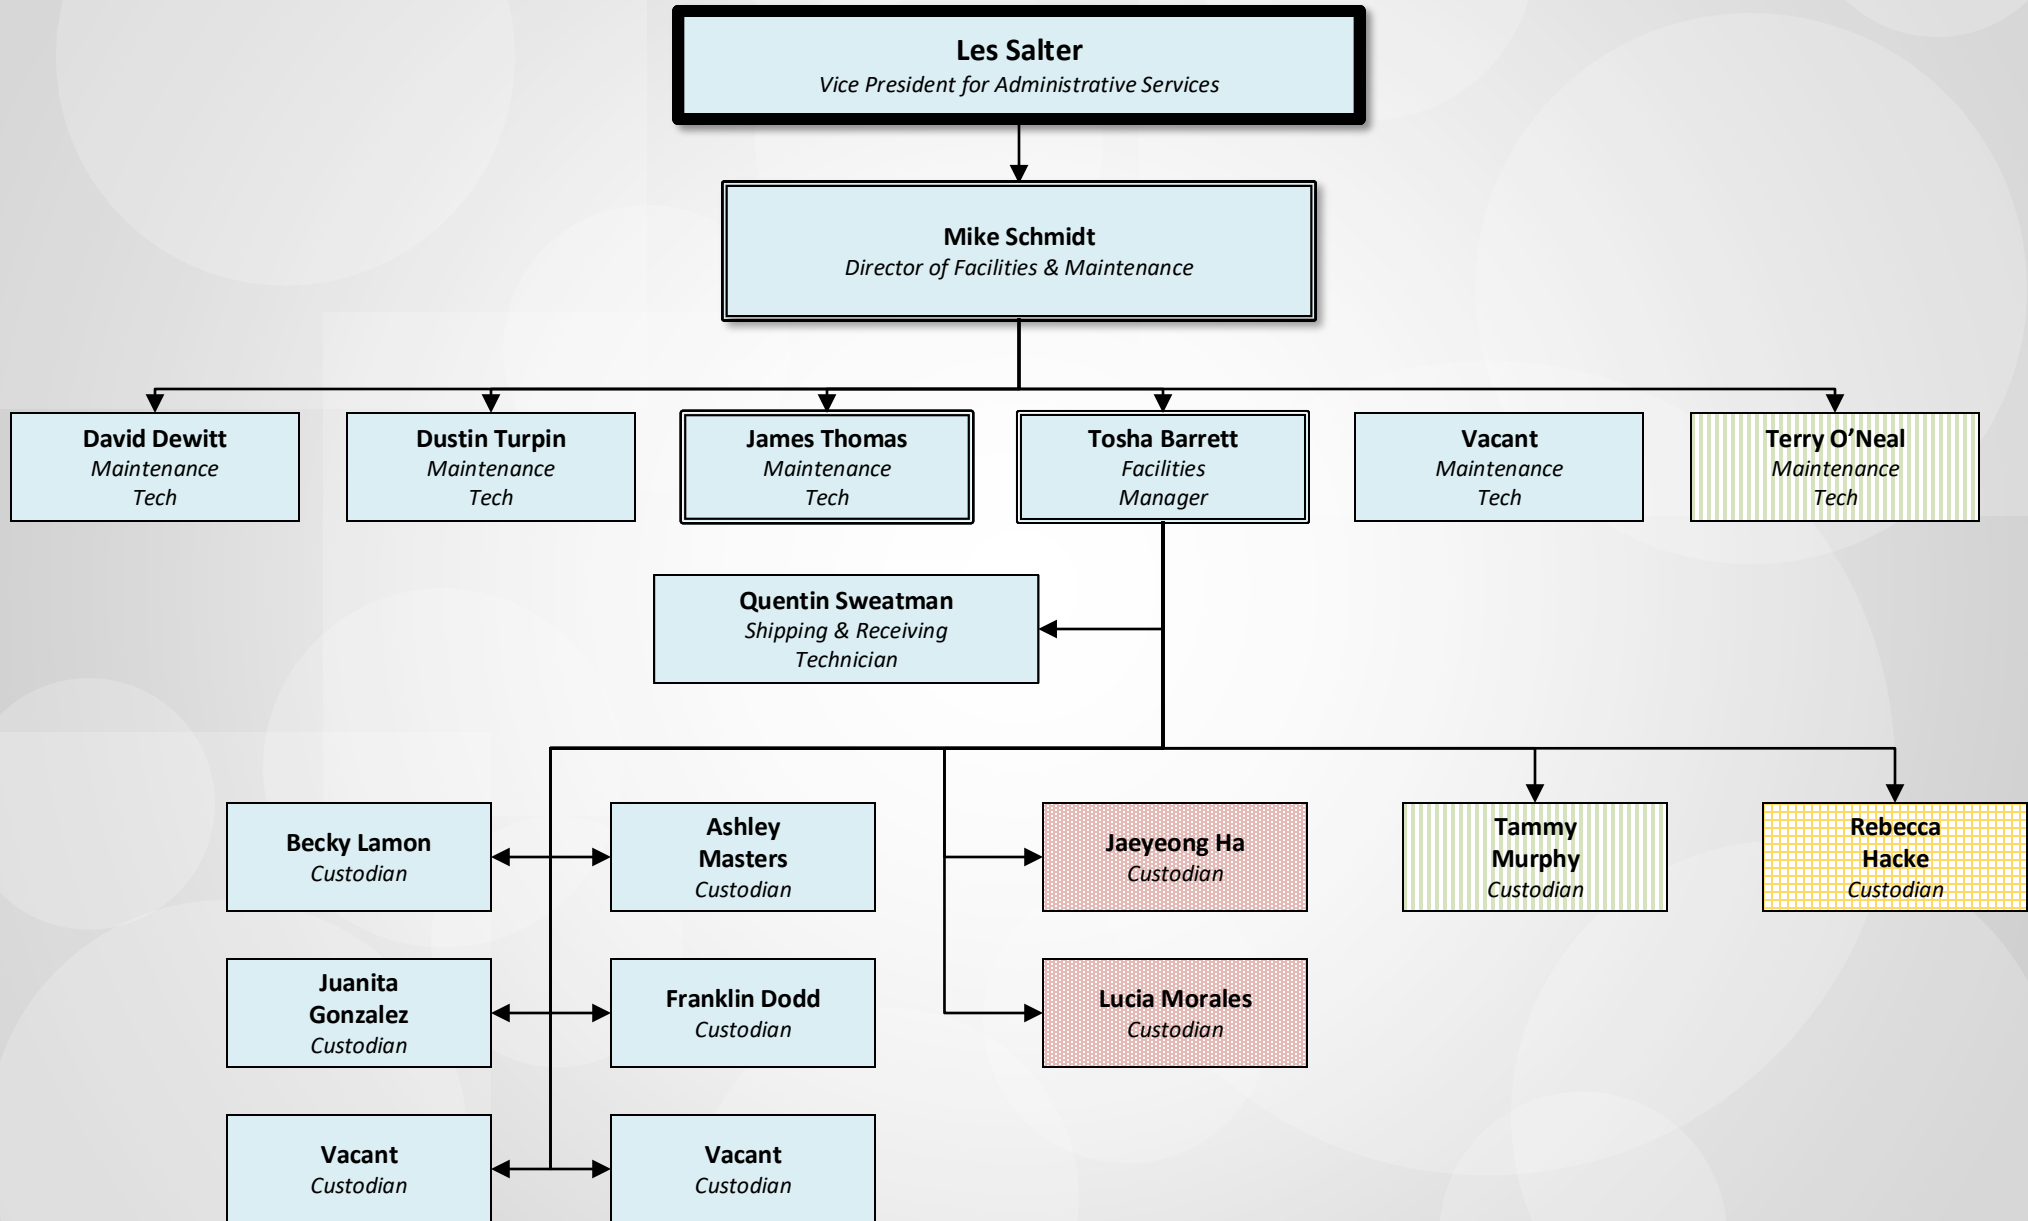 Les Salter
Vice President for Administrative Services
Mike Schmidt
Director of Facilities & Maintenance
David Dewitt
Maintenance
Tech
Dustin Turpin
Maintenance
Tech
James Thomas
Maintenance
Tech
Tosha Barrett
Facilities
Manager
Vacant
Maintenance
Tech
Terry O’Neal
Maintenance
Tech
Quentin Sweatman
Shipping & Receiving
Technician
Becky Lamon
Custodian
Ashley
Masters
Custodian
Jaeyeong Ha
Custodian
Tammy
Murphy
Custodian
Rebecca
Hacke
Custodian
Juanita
Gonzalez
Custodian
Franklin Dodd
Custodian
Lucia Morales
Custodian
Vacant
Custodian
Vacant
Custodian